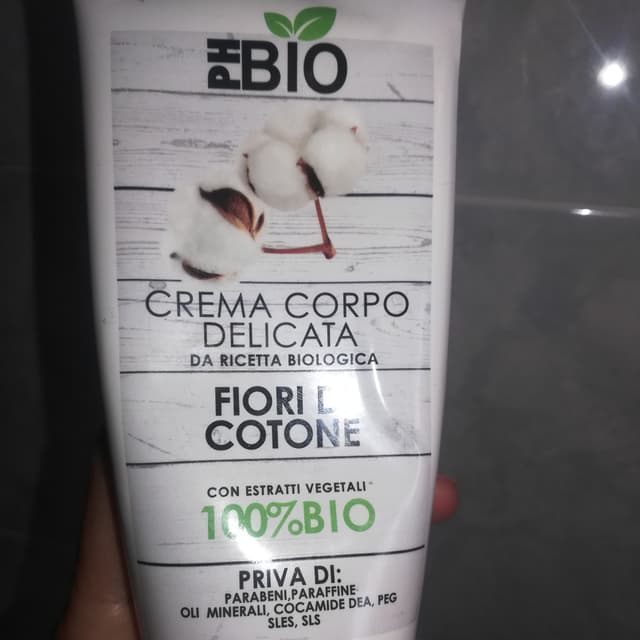 PH BIO
CREMA CORPO
DELICATA
DA RICETTA BIOLOGICA
FIORI DI
COTONE
CON ESTRATTI VEGETALI
100%BIO
PRIVA DI:
PARABENI,PARAFFINE
OLI MINERALI, COCAMIDE DEA, PEG
SLES, SLS